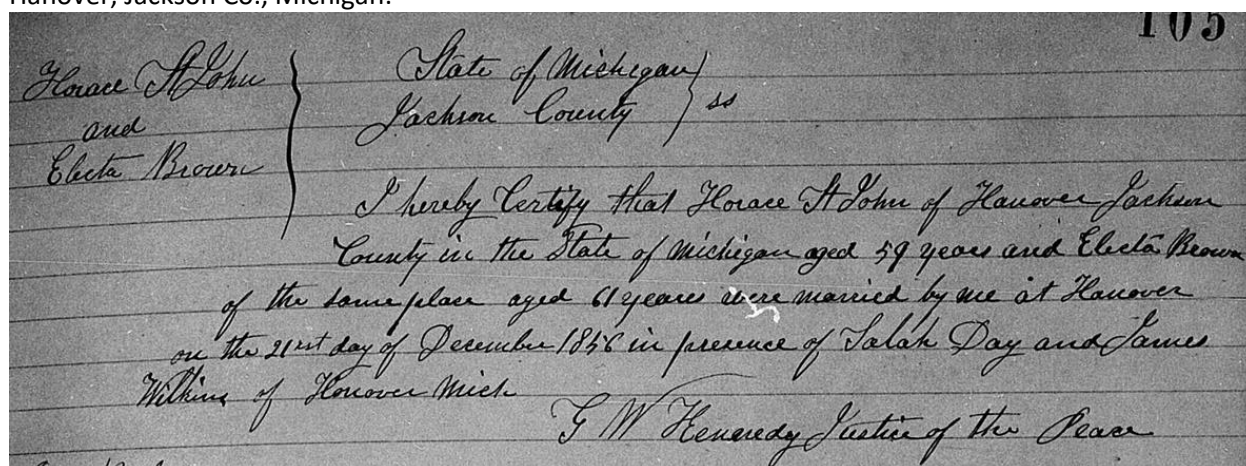 Hanover, Jackson Co., Michigan.
105
Horace St John
and
Electa Brown
State of Michigan
Jackson County ss
I hereby Certify that Horace St John of Hanover Jackson
County in the State of Michigan aged 59 years and Electa Brown
of the same place aged 61 years were married by me at Hanover
on the 21st day of December 1856 in presence of Salah Day and James
Wilkins of Honover Mich
G W Kennedy Justice of the Peace